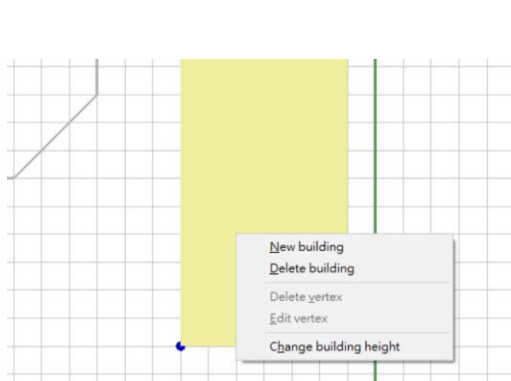 New building
Delete building
Delete vertex
Edit vertex
Change building height